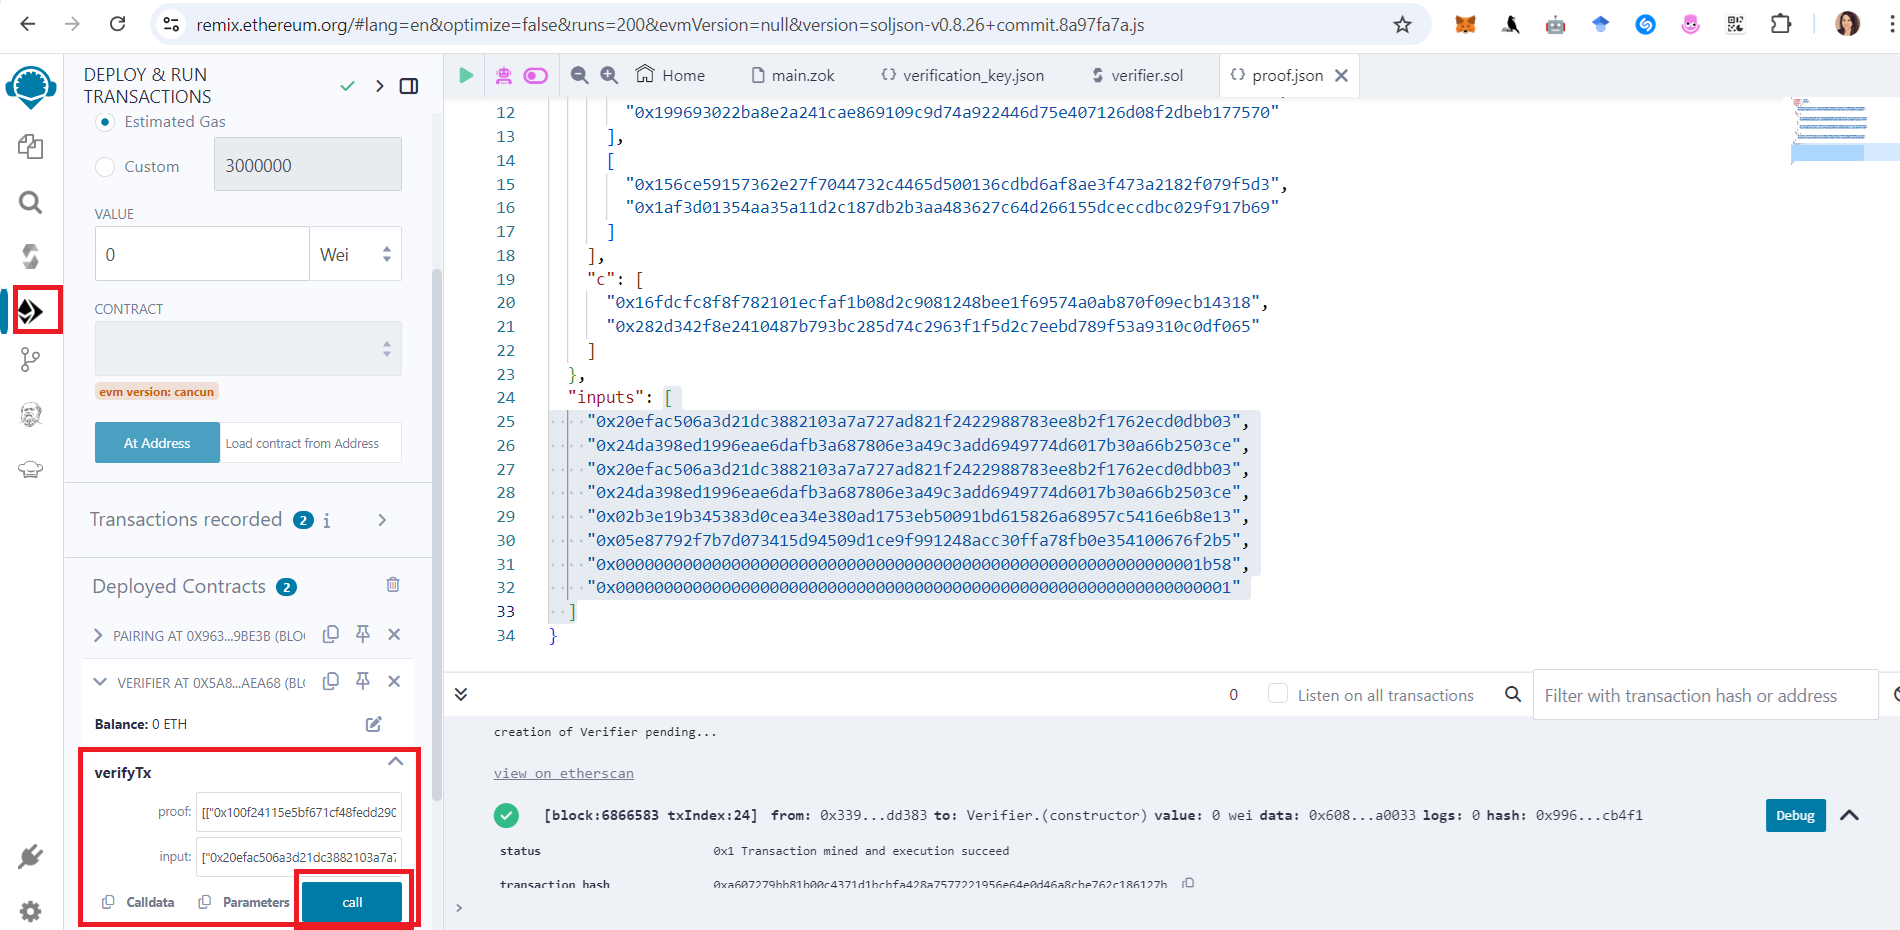 remix.ethereum.org/#lang=en&optimize=false&runs=200&evmVersion=null&version=soljson-v0.8.26+commit.8a97fa7a.js
DEPLOY & RUN
TRANSACTIONS
Estimated Gas
Custom
3000000
VALUE
0
Wei
CONTRACT
evm version: cancun
At Address
Load contract from Address
Transactions recorded 2 i
Deployed Contracts 2
PAIRING AT 0X963...9BE3B (BLO
VERIFIER AT 0X5A8...AEA68 (BL
Balance: 0 ETH
verifyTx
proof: [["0x100f24115e5bf671cf48fedd290
input: ["0x20efac506a3d21dc3882103a7a7
Calldata
Parameters
call
Home
main.zok
verification_key.json
verifier.sol
proof.json
12 "0x199693022ba8e2a241cae869109c9d74a922446d75e407126d08f2dbeb177570"
13 ],
14 [
15 "0x156ce59157362e27f7044732c4465d500136cdbd6af8ae3f473a2182f079f5d3",
16 "0x1af3d01354aa35a11d2c187db2b3aa483627c64d266155dceccdbc029f917b69"
17 ]
18 ],
19 "c": [
20 "0x16fdcfc8f8f782101ecfaf1b08d2c9081248bee1f69574a0ab870f09ecb14318",
21 "0x282d342f8e2410487b793bc285d74c2963f1f5d2c7eebd789f53a9310c0df065"
22 ]
23 },
24 "inputs": [
25 "0x20efac506a3d21dc3882103a7a727ad821f2422988783ee8b2f1762ecd0dbb03",
26 "0x24da398ed1996eae6dafb3a687806e3a49c3add6949774d6017b30a66b2503ce",
27 "0x20efac506a3d21dc3882103a7a727ad821f2422988783ee8b2f1762ecd0dbb03",
28 "0x24da398ed1996eae6dafb3a687806e3a49c3add6949774d6017b30a66b2503ce",
29 "0x02b3e19b345383d0cea34e380ad1753eb50091bd615826a68957c5416e6b8e13",
30 "0x05e87792f7b7d073415d94509d1ce9f991248acc30ffa78fb0e354100676f2b5",
31 "0x0000000000000000000000000000000000000000000000000000000000001b58",
32 "0x0000000000000000000000000000000000000000000000000000000000000001"
33 ]
34 }
0
Listen on all transactions
Filter with transaction hash or address
creation of Verifier pending...
view on etherscan
[block:6866583 txIndex:24] from: 0x339...dd383 to: Verifier.(constructor) value: 0 wei data: 0x608...a0033 logs: 0 hash: 0x996...cb4f1
Debug
status 0x1 Transaction mined and execution succeed
transaction hash 0xa607279bb81b00c4371d1bcbfa428a7577221956e64e0d46a8cbe762c186127b
>